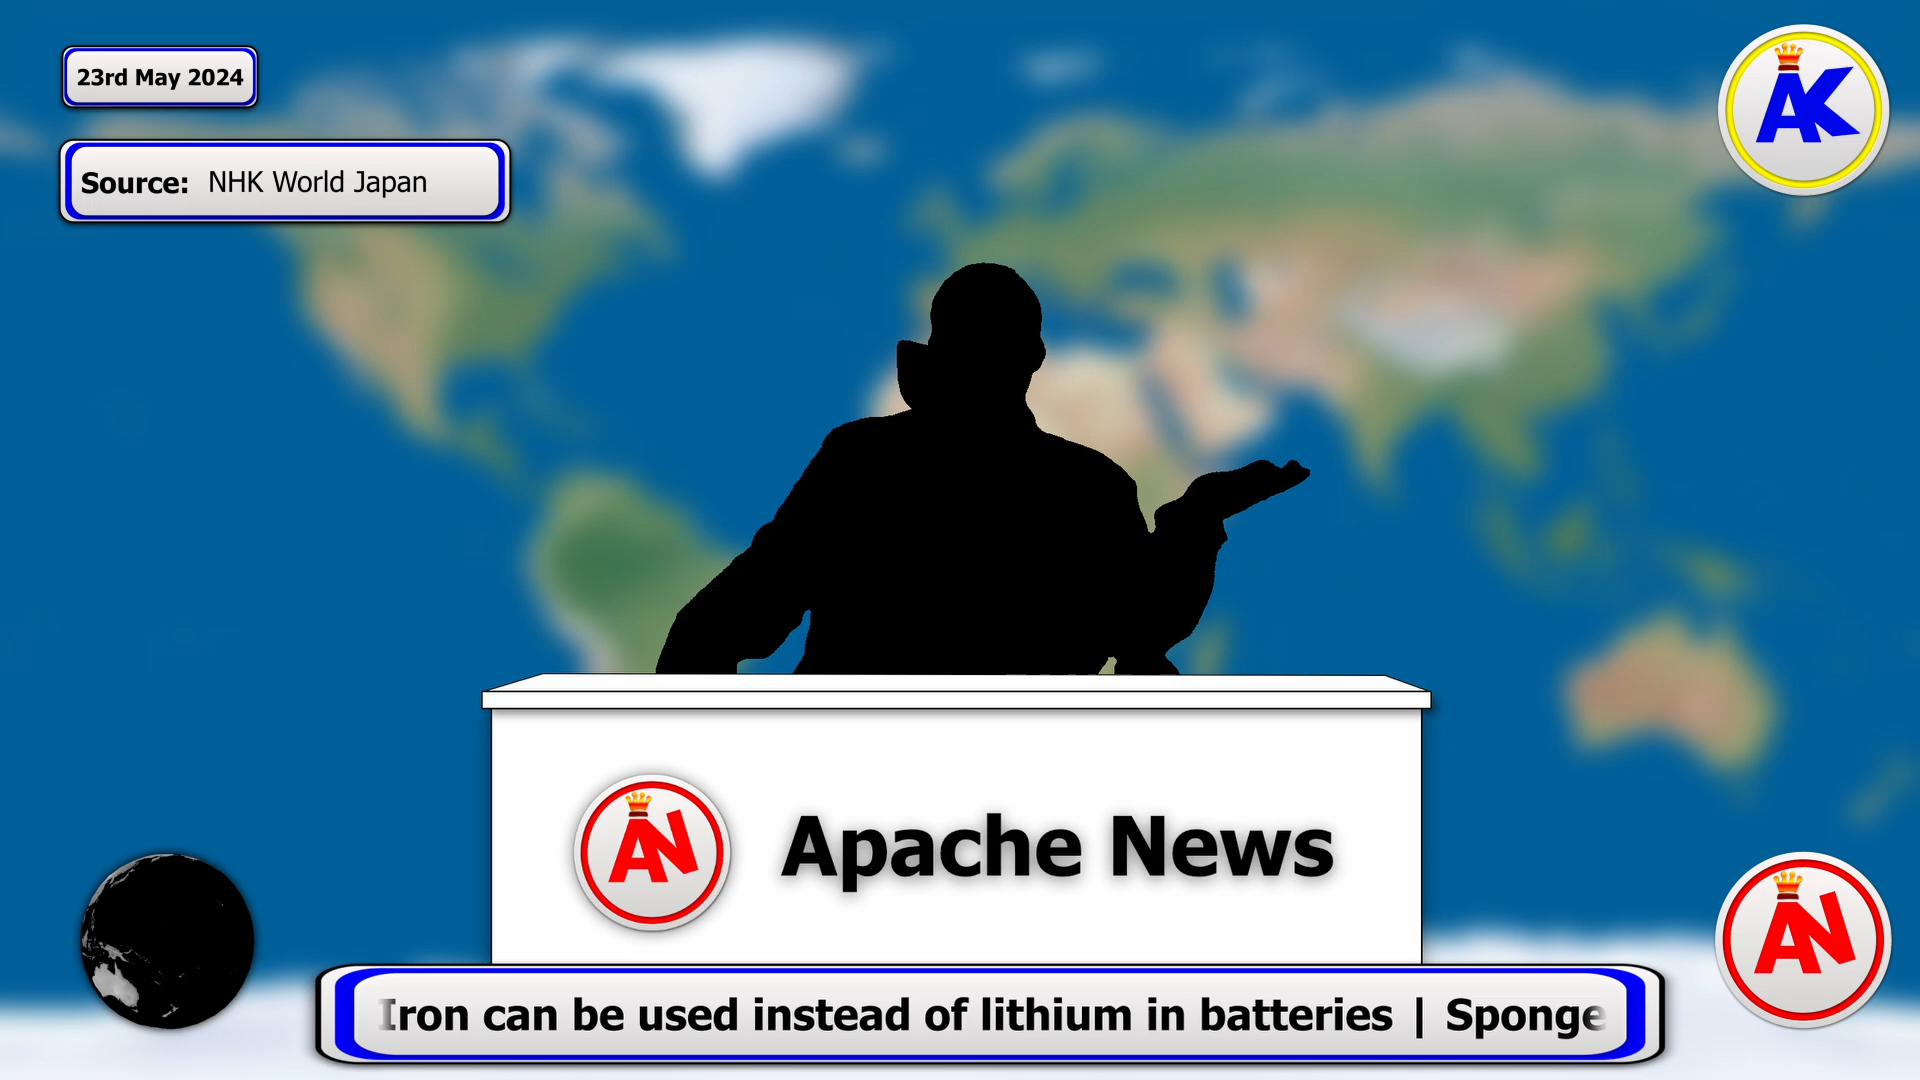 23rd May 2024
AK
Source: NHK World Japan
AN Apache News
AN
Iron can be used instead of lithium in batteries | Sponge